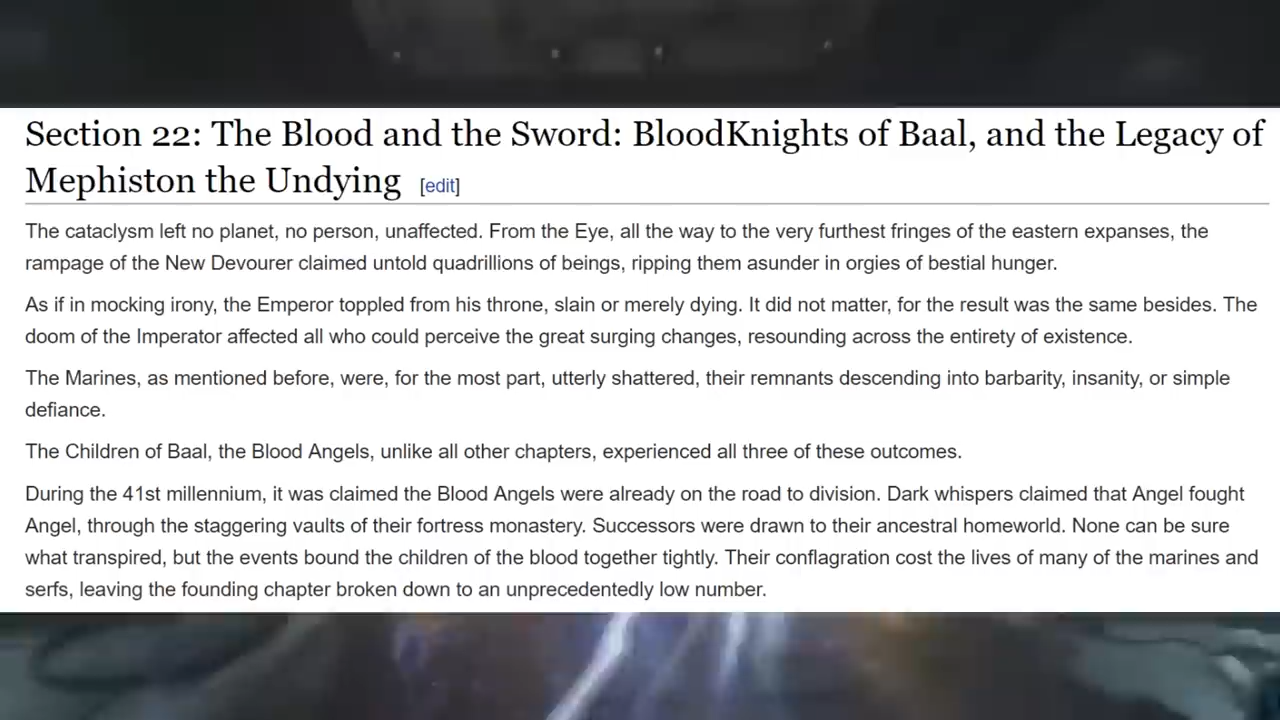 Section 22: The Blood and the Sword: BloodKnights of Baal, and the Legacy of
Mephiston the Undying [edit]
The cataclysm left no planet, no person, unaffected. From the Eye, all the way to the very furthest fringes of the eastern expanses, the
rampage of the New Devourer claimed untold quadrillions of beings, ripping them asunder in orgies of bestial hunger.
As if in mocking irony, the Emperor toppled from his throne, slain or merely dying. It did not matter, for the result was the same besides. The
doom of the Imperator affected all who could perceive the great surging changes, resounding across the entirety of existence.
The Marines, as mentioned before, were, for the most part, utterly shattered, their remnants descending into barbarity, insanity, or simple
defiance.
The Children of Baal, the Blood Angels, unlike all other chapters, experienced all three of these outcomes.
During the 41st millennium, it was claimed the Blood Angels were already on the road to division. Dark whispers claimed that Angel fought
Angel, through the staggering vaults of their fortress monastery. Successors were drawn to their ancestral homeworld. None can be sure
what transpired, but the events bound the children of the blood together tightly. Their conflagration cost the lives of many of the marines and
serfs, leaving the founding chapter broken down to an unprecedentedly low number.